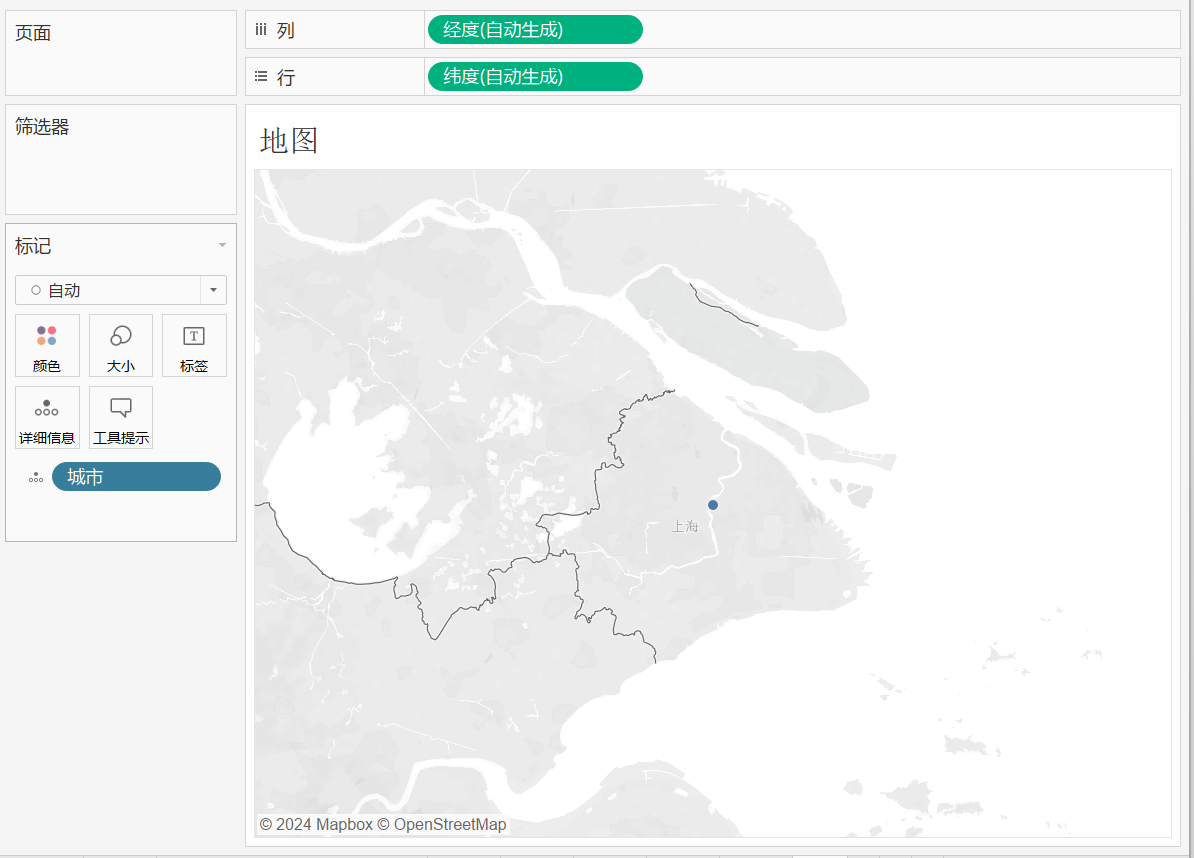 页面
列
经度(自动生成)
行
纬度(自动生成)
筛选器
标记
自动
颜色
大小
T
标签
详细信息
工具提示
城市
地图
上海
© 2024 Mapbox © OpenStreetMap